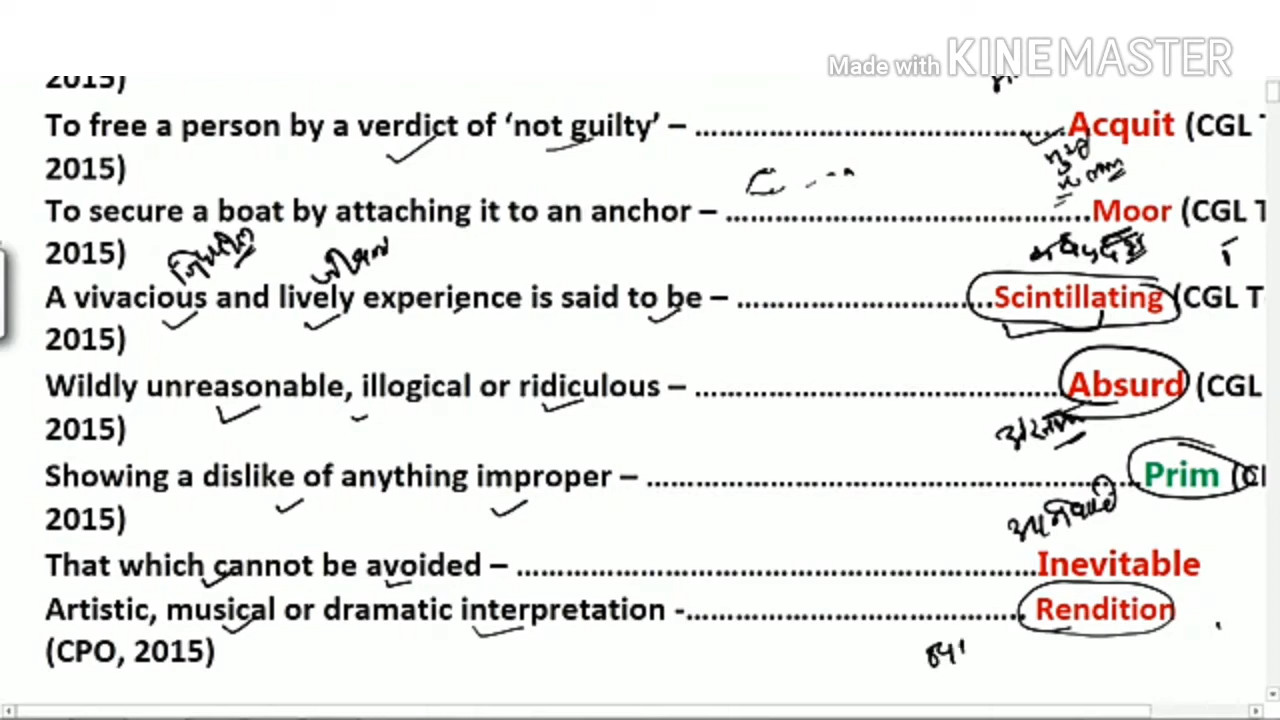 Made with KINEMASTER
2015)
To free a person by a verdict of ‘not guilty’ – ………………………………………Acquit (CGL T
2015)
To secure a boat by attaching it to an anchor – ………………………………………Moor (CGL T
2015)
A vivacious and lively experience is said to be – …………………………Scintillating (CGL T
2015)
Wildly unreasonable, illogical or ridiculous – ………………………………………Absurd (CGL
2015)
Showing a dislike of anything improper – ……………………………………………Prim (C
2015)
That which cannot be avoided – …………………………………………………………Inevitable
Artistic, musical or dramatic interpretation -……………………………………Rendition
(CPO, 2015)